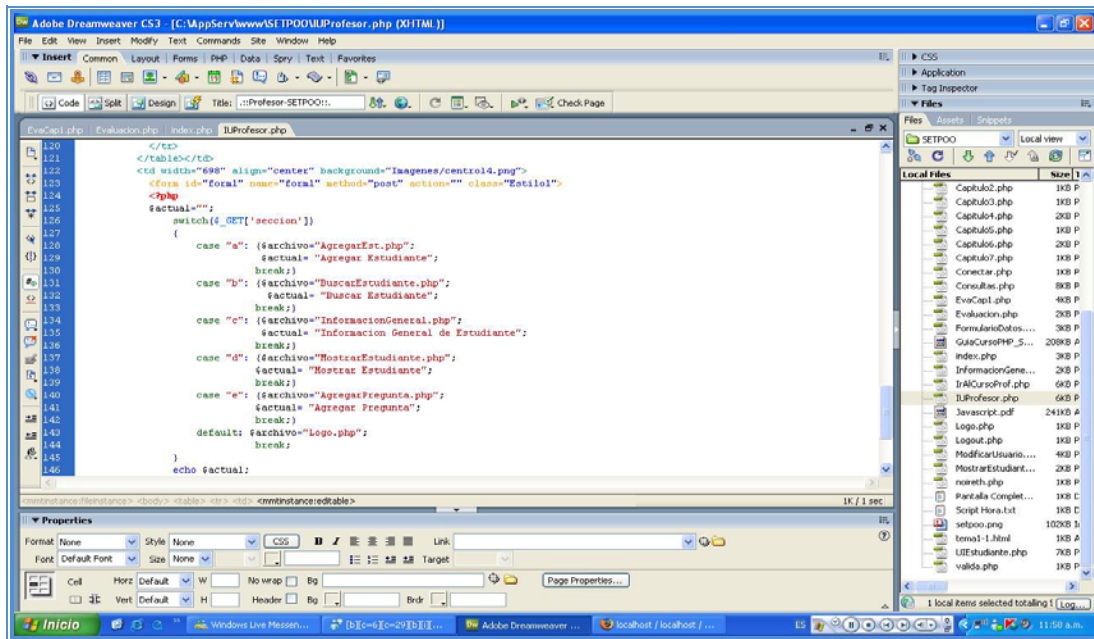 Adobe Dreamweaver CS3 - [C:\AppServ\www\SETPOO\IUProfesor.php (XHTML)]
File Edit View Insert Modify Text Commands Site Window Help
Insert Common Layout Forms PHP Data Spry Text Favorites
Code Split Design Title: .::Profesor-SETPOO::. Check Page
EvaCap1.php Evaluacion.php index.php IUProfesor.php
120 </tr>
121 </table></td>
122 <td width="698" align="center" background="Imagenes/centro14.png">
123 <form id="form1" name="form1" method="post" action="" class="Estilo1">
124 <?php
125 $actual="";
126 switch($_GET['seccion'])
127 {
128 case "a": {$archivo="AgregarEst.php";
129 $actual= "Agregar Estudiante";
130 break;}
131 case "b": {$archivo="BuscarEstudiante.php";
132 $actual= "Buscar Estudiante";
133 break;}
134 case "c": {$archivo="InformacionGeneral.php";
135 $actual= "Informacion General de Estudiante";
136 break;}
137 case "d": {$archivo="MostrarEstudiante.php";
138 $actual= "Mostrar Estudiante";
139 break;}
140 case "e": {$archivo="AgregarPregunta.php";
141 $actual= "Agregar Pregunta";
142 break;}
143 default: $archivo="Logo.php";
144 break;
145 }
146 echo $actual;
<mmtinstance:fileinstance> <body> <table> <tr> <td> <mmtinstance:editable> 1K / 1 sec
Properties
Format None Style None CSS B I Link
Font Default Font Size None Target
Cell Horz Default W No wrap Bg Page Properties...
Vert Default H Header Bg Brdr
CSS
Application
Tag Inspector
Files
Files Assets Snippets
SETPOO Local view
Local Files Size
Capitulo2.php 1KB P
Capitulo3.php 1KB P
Capitulo4.php 2KB P
Capitulo5.php 1KB P
Capitulo6.php 2KB P
Capitulo7.php 1KB P
Conectar.php 1KB P
Consultas.php 8KB P
EvaCap1.php 4KB P
Evaluacion.php 2KB P
FormularioDatos.... 3KB P
GuiaCursoPHP_S... 208KB A
index.php 3KB P
InformacionGene... 2KB P
IrAlCursoProf.php 6KB P
IUProfesor.php 6KB P
Javascript.pdf 241KB A
Logo.php 1KB P
Logout.php 1KB P
ModificarUsuario.... 4KB P
MostrarEstudiant... 2KB P
noireth.php 1KB P
Pantalla Complet... 1KB C
Script Hora.txt 1KB D
setpoo.png 102KB I
tema1-1.html 1KB A
UIEstudiante.php 7KB P
valida.php 1KB P
1 local items selected totaling 5 Log...
Inicio Windows Live Messen... [b][c=6][c=29][b][i]... Adobe Dreamweaver ... localhost / localhost / ... ES 11:50 a.m.